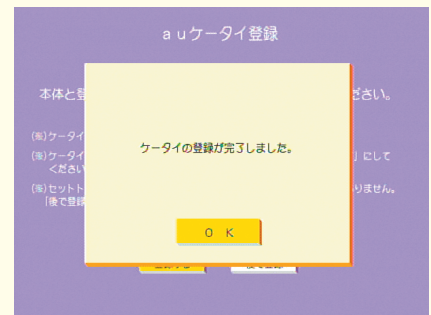 auケータイ登録
本体と登
ださい。
(※)ケータイ
(※)ケータイ
」にして
ください
(※)セットト
りません。
「後で登録
ケータイの登録が完了しました。
OK